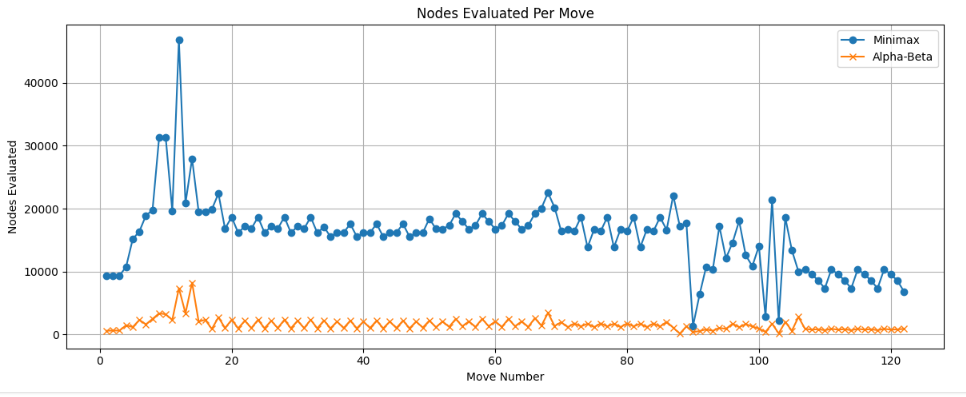 Nodes Evaluated Per Move
Minimax
Alpha-Beta
40000
30000
20000
10000
0
Nodes Evaluated
0 20 40 60 80 100 120
Move Number